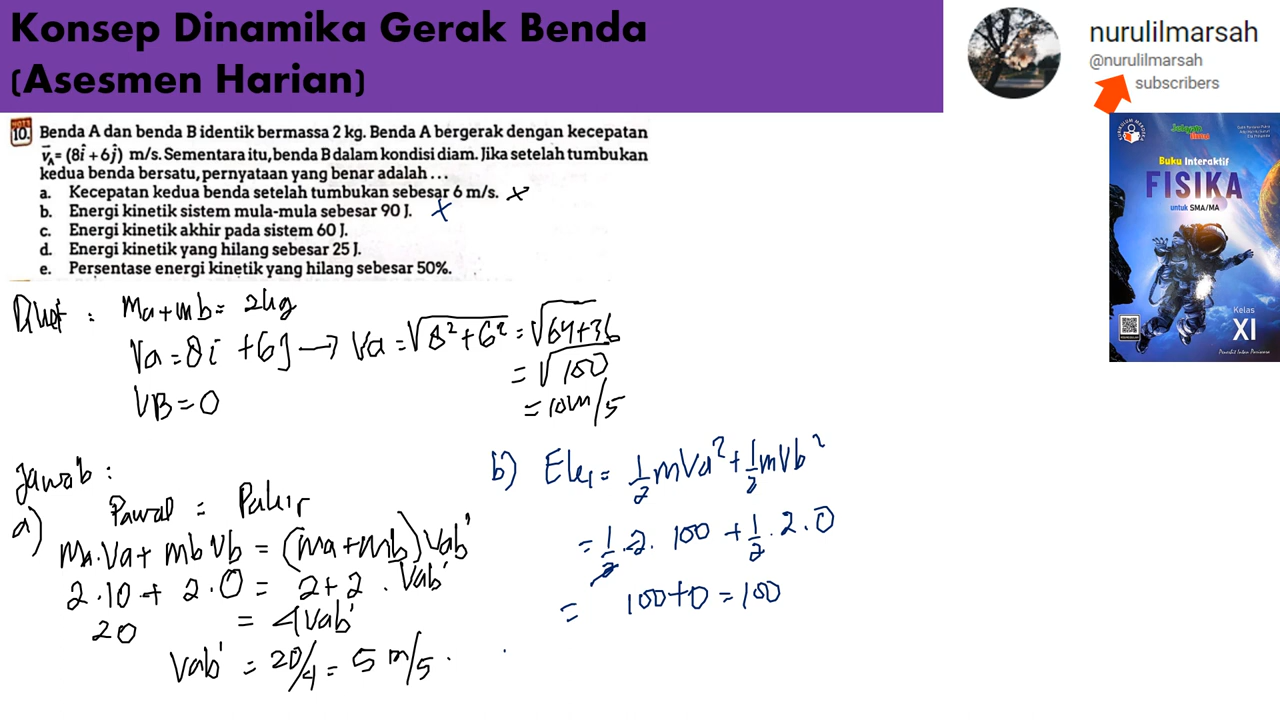 Konsep Dinamika Gerak Benda
(Asesmen Harian)
nurulilmarsah
@nurulilmarsah
subscribers
10. Benda A dan benda B identik bermassa 2 kg. Benda A bergerak dengan kecepatan
v⃗A = (8î + 6ĵ) m/s. Sementara itu, benda B dalam kondisi diam. Jika setelah tumbukan
kedua benda bersatu, pernyataan yang benar adalah ...
a. Kecepatan kedua benda setelah tumbukan sebesar 6 m/s. x
b. Energi kinetik sistem mula-mula sebesar 90 J. x
c. Energi kinetik akhir pada sistem 60 J.
d. Energi kinetik yang hilang sebesar 25 J.
e. Persentase energi kinetik yang hilang sebesar 50%.
Buku Interaktif
FISIKA
untuk SMA/MA
Kelas
XI
Dket : Ma+mb= 2kg
Va = 8i + 6J → Va = √8²+6² = √64+36
= √100
= 10m/s
VB = 0
Jawab :
a) Pawal = Pakir
Ma.Va + mb Vb = (ma+mb) Vab'
2.10 + 2.0 = 2+2 . Vab'
20 = 4Vab'
Vab' = 20/4 = 5 m/s.
b) Ek1 = 1/2 mVa² + 1/2 mVb²
= 1/2 . 2 . 100 + 1/2 . 2 . 0
= 100+0 = 100